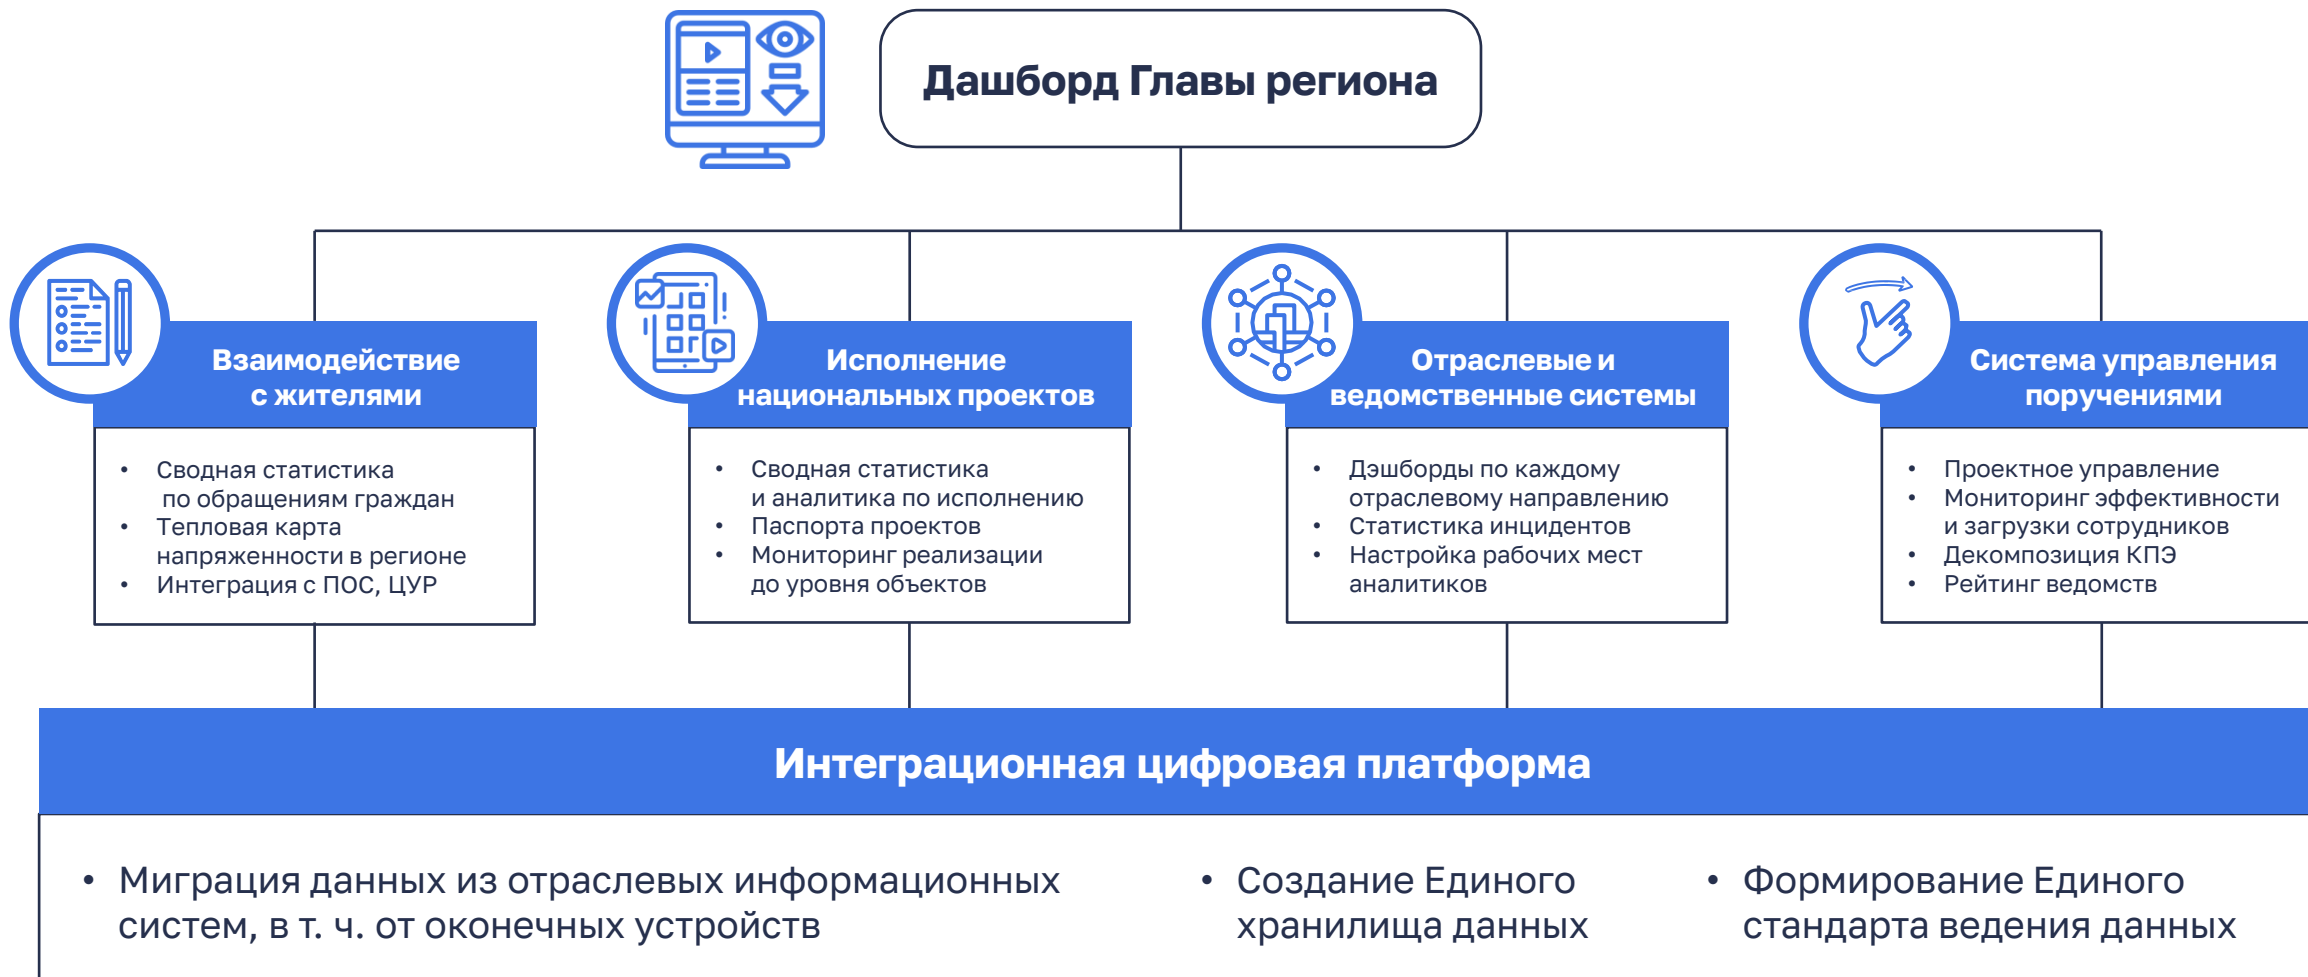 Дашборд Главы региона
Взаимодействие
с жителями
• Сводная статистика
по обращениям граждан
• Тепловая карта
напряженности в регионе
• Интеграция с ПОС, ЦУР
Исполнение
национальных проектов
• Сводная статистика
и аналитика по исполнению
• Паспорта проектов
• Мониторинг реализации
до уровня объектов
Отраслевые и
ведомственные системы
• Дэшборды по каждому
отраслевому направлению
• Статистика инцидентов
• Настройка рабочих мест
аналитиков
Система управления
поручениями
• Проектное управление
• Мониторинг эффективности
и загрузки сотрудников
• Декомпозиция КПЭ
• Рейтинг ведомств
Интеграционная цифровая платформа
• Миграция данных из отраслевых информационных
систем, в т. ч. от оконечных устройств
• Создание Единого
хранилища данных
• Формирование Единого
стандарта ведения данных